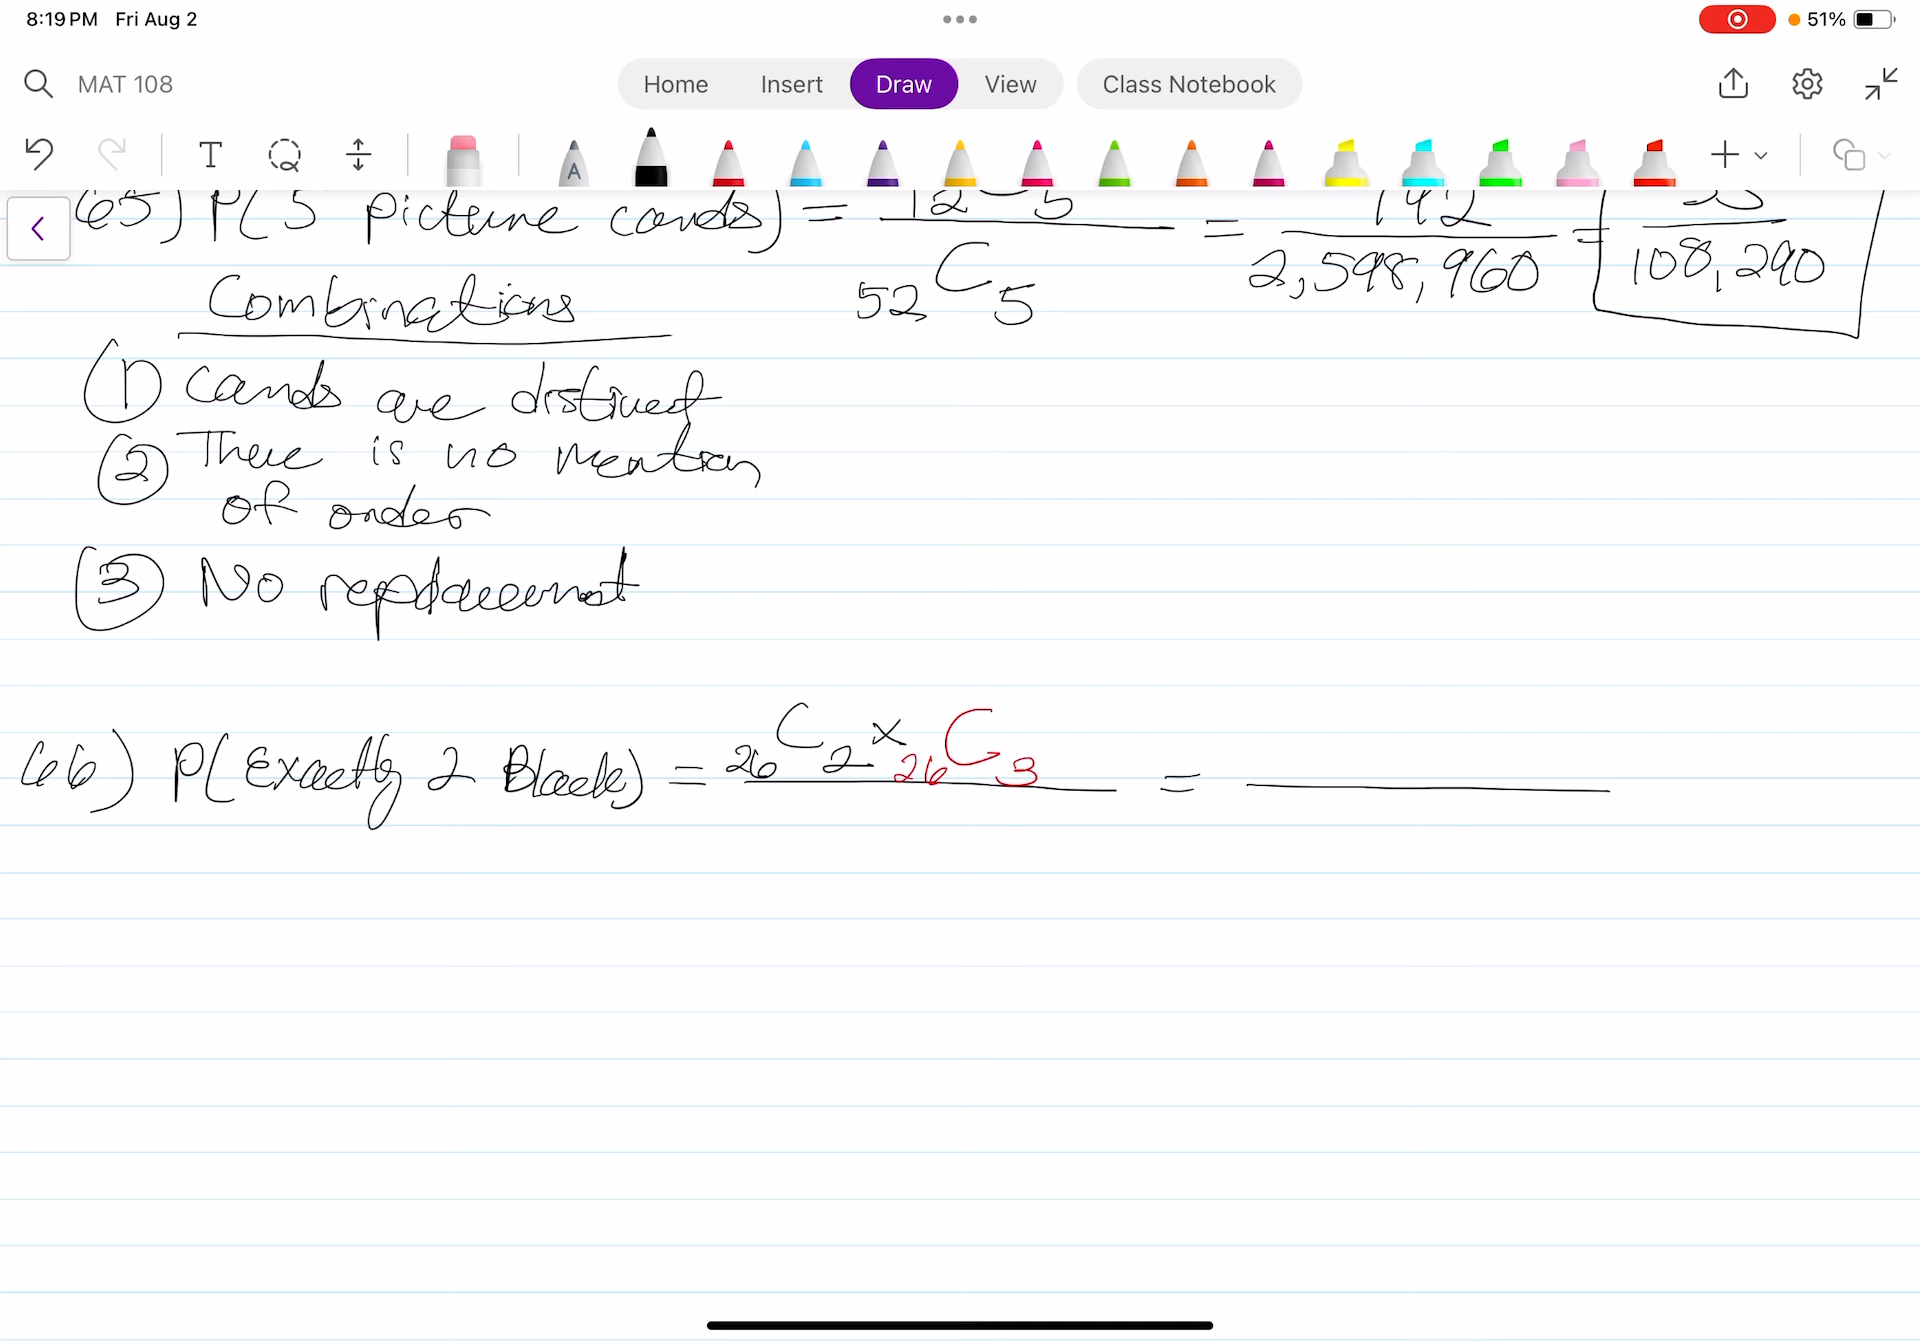 8:19 PM Fri Aug 2 51%
MAT 108 Home Insert Draw View Class Notebook
T A
65) P(5 picture cards) = 12C5 / 52C5 = 792 / 2,598,960 = 33 / 108,290
Combinations
① Cards are distinct
② There is no mention
of order
③ No replacement
66) P(Exactly 2 Black) = 26C2 × 26C3 =